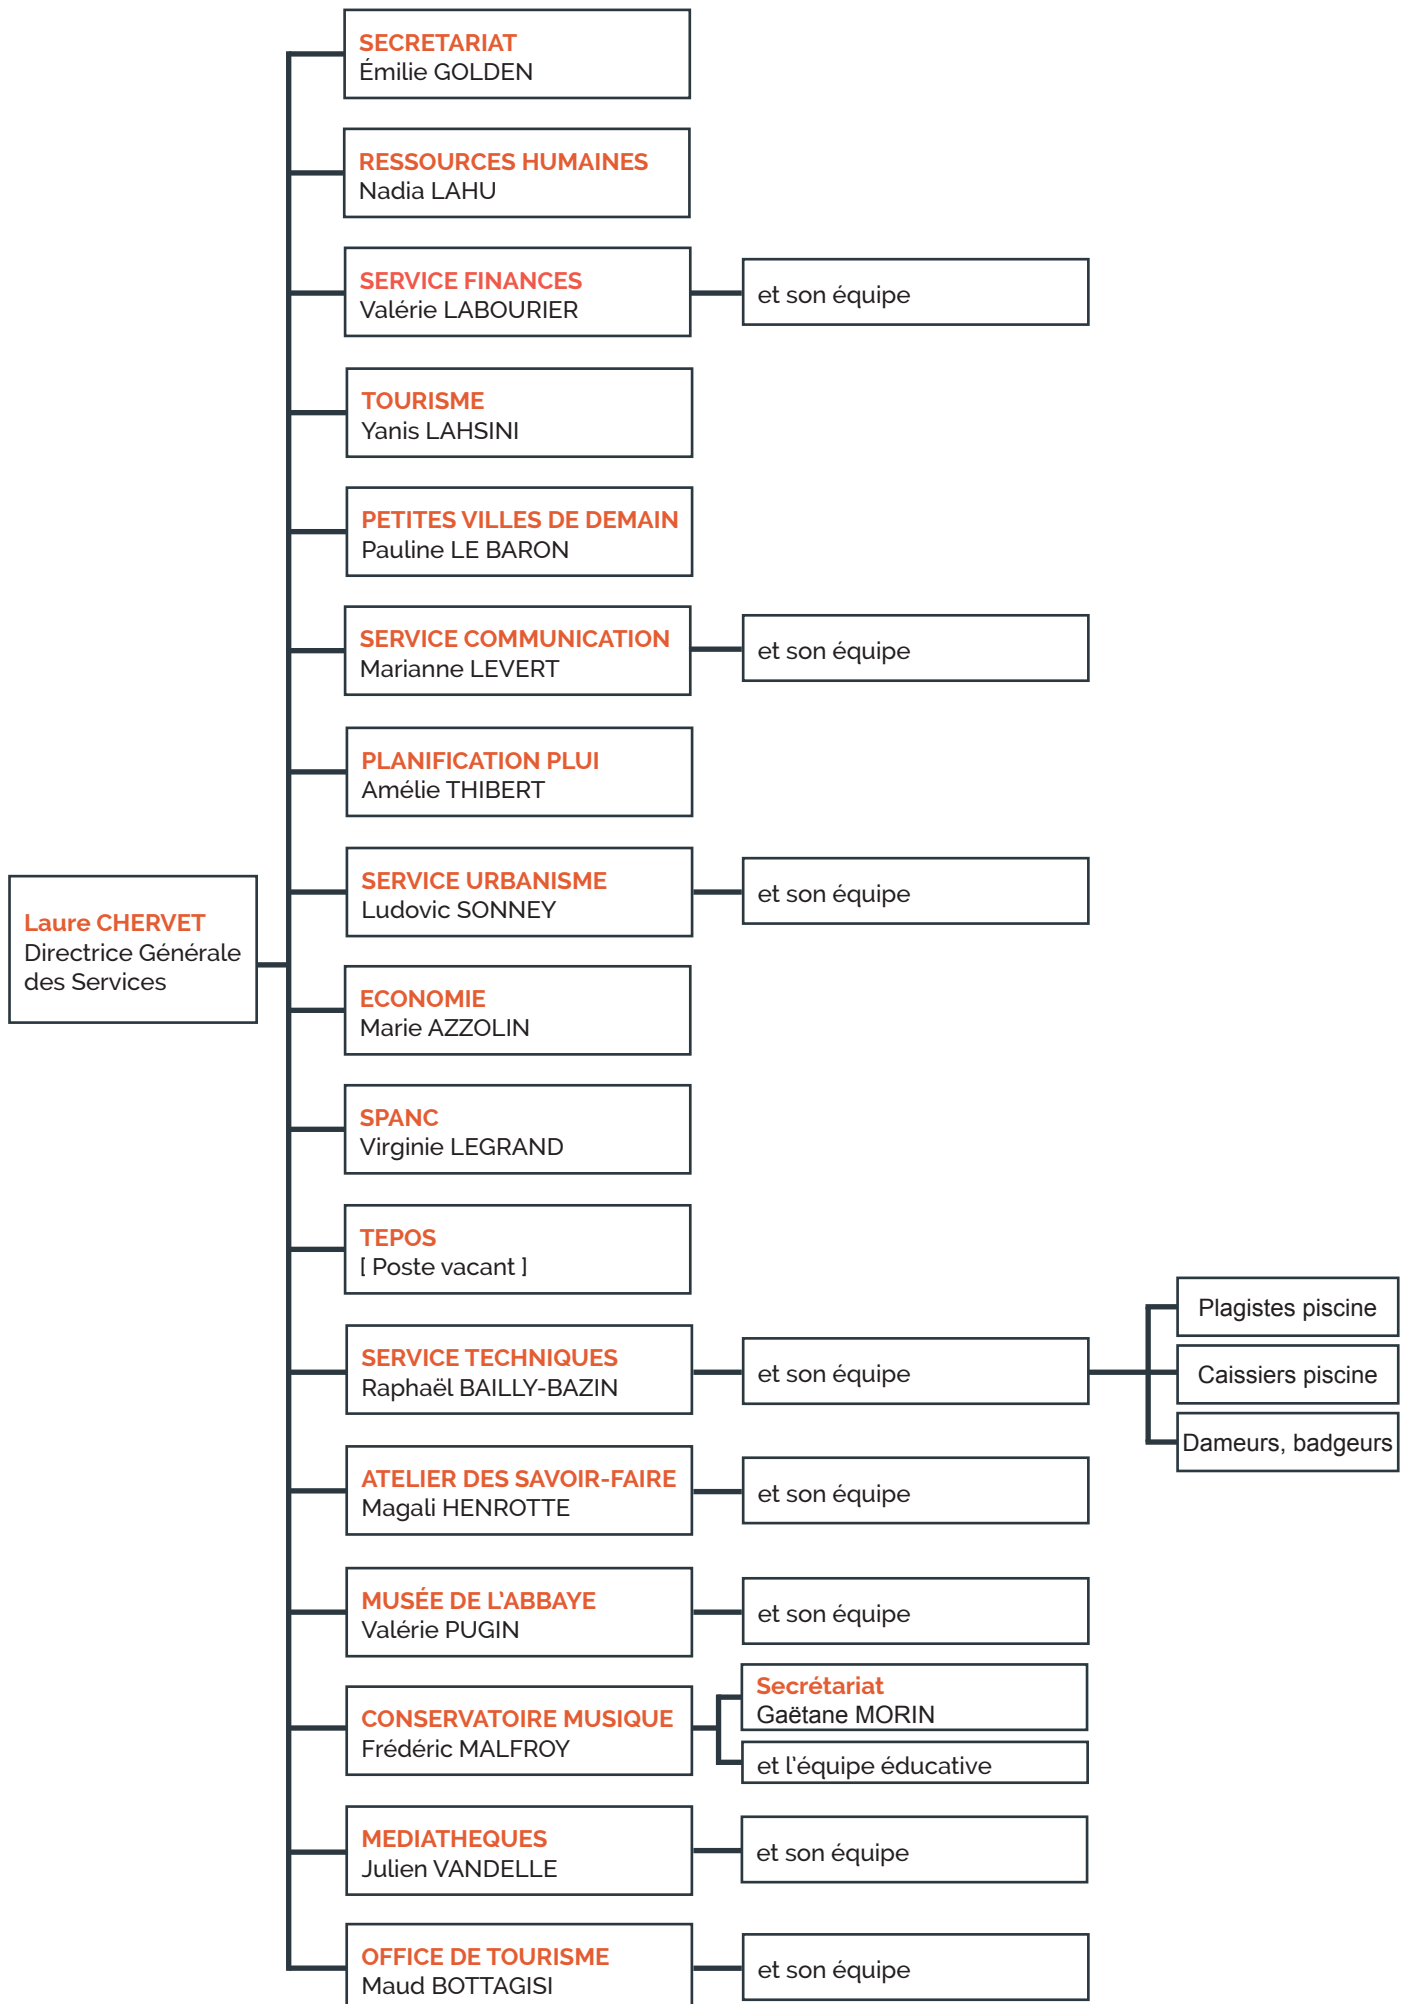 SECRETARIAT
Émilie GOLDEN
RESSOURCES HUMAINES
Nadia LAHU
SERVICE FINANCES
Valérie LABOURIER
et son équipe
TOURISME
Yanis LAHSINI
PETITES VILLES DE DEMAIN
Pauline LE BARON
SERVICE COMMUNICATION
Marianne LEVERT
et son équipe
PLANIFICATION PLUI
Amélie THIBERT
SERVICE URBANISME
Ludovic SONNEY
et son équipe
Laure CHERVET
Directrice Générale
des Services
ECONOMIE
Marie AZZOLIN
SPANC
Virginie LEGRAND
TEPOS
[ Poste vacant ]
SERVICE TECHNIQUES
Raphaël BAILLY-BAZIN
et son équipe
Plagistes piscine
Caissiers piscine
Dameurs, badgeurs
ATELIER DES SAVOIR-FAIRE
Magali HENROTTE
et son équipe
MUSÉE DE L'ABBAYE
Valérie PUGIN
et son équipe
CONSERVATOIRE MUSIQUE
Frédéric MALFROY
Secrétariat
Gaëtane MORIN
et l'équipe éducative
MEDIATHEQUES
Julien VANDELLE
et son équipe
OFFICE DE TOURISME
Maud BOTTAGISI
et son équipe